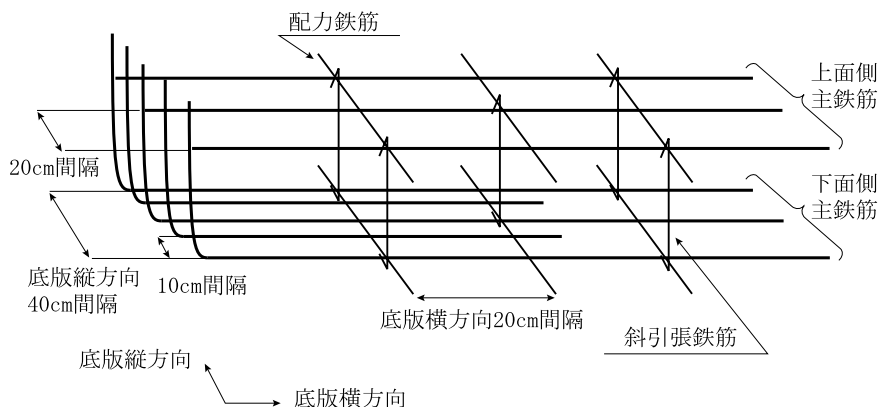 配力鉄筋
上面側
主鉄筋
20cm間隔
下面側
主鉄筋
底版縦方向
40cm間隔
10cm間隔
底版横方向20cm間隔
斜引張鉄筋
底版縦方向
底版横方向